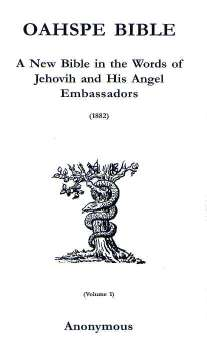 OAHSPE BIBLE
A New Bible in the Words of
Jehovih and His Angel
Embassadors
(1882)
(Volume 1)
Anonymous